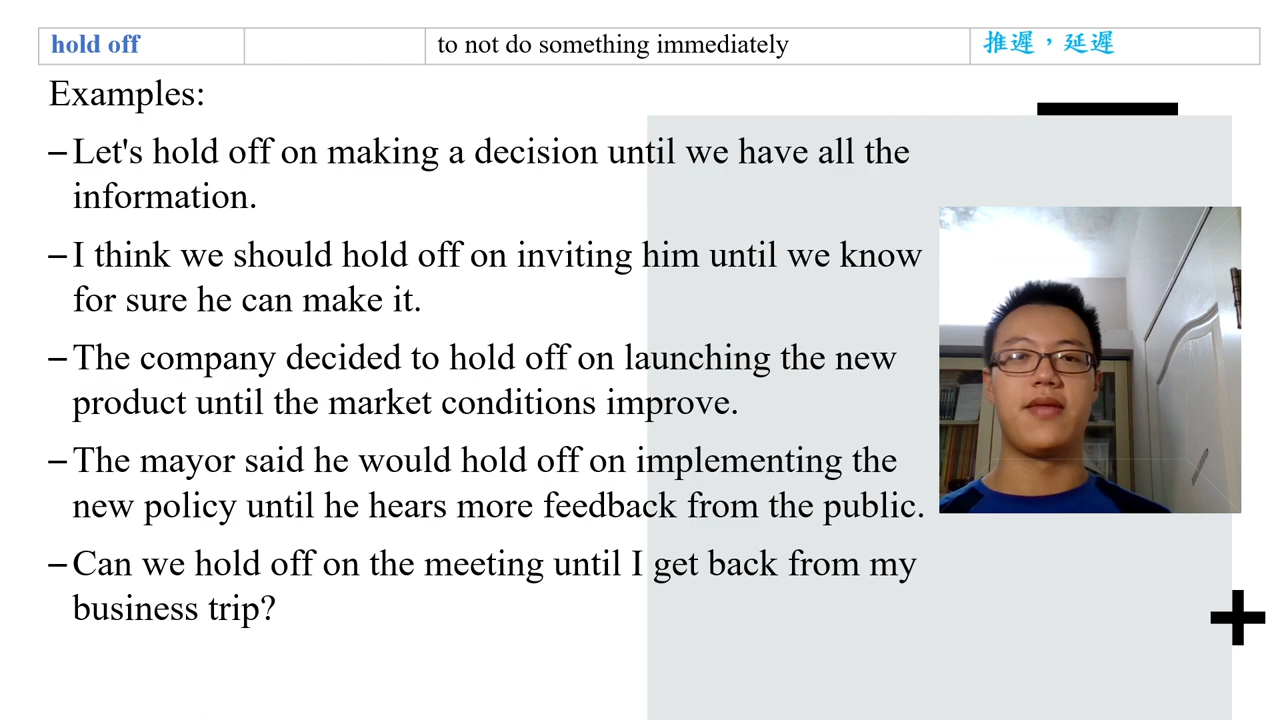 hold off to not do something immediately 推遲，延遲
Examples:
–Let's hold off on making a decision until we have all the
information.
–I think we should hold off on inviting him until we know
for sure he can make it.
–The company decided to hold off on launching the new
product until the market conditions improve.
–The mayor said he would hold off on implementing the
new policy until he hears more feedback from the public.
–Can we hold off on the meeting until I get back from my
business trip?